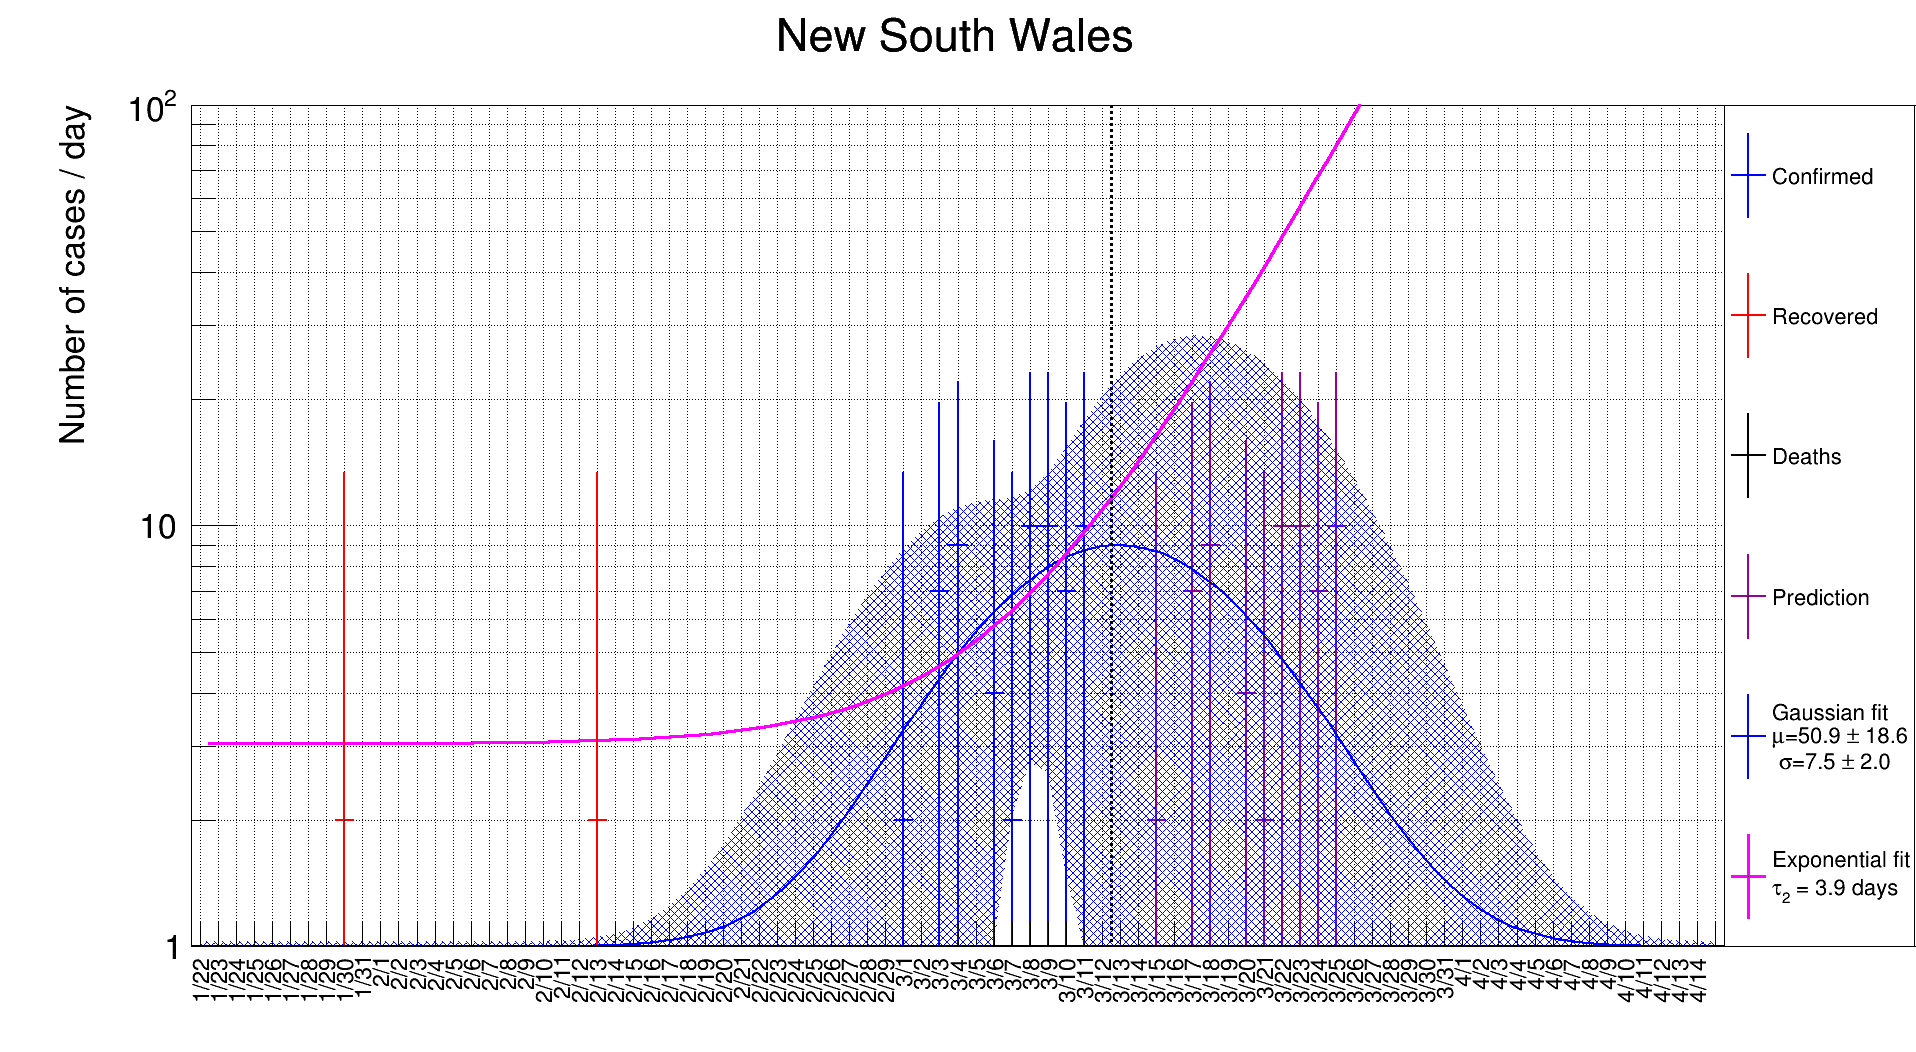 New South Wales
Number of cases / day
10²
10
1
1/22 1/23 1/24 1/25 1/26 1/27 1/28 1/29 1/30 1/31 2/1 2/2 2/3 2/4 2/5 2/6 2/7 2/8 2/9 2/10 2/11 2/12 2/13 2/14 2/15 2/16 2/17 2/18 2/19 2/20 2/21 2/22 2/23 2/24 2/25 2/26 2/27 2/28 2/29 3/1 3/2 3/3 3/4 3/5 3/6 3/7 3/8 3/9 3/10 3/11 3/12 3/13 3/14 3/15 3/16 3/17 3/18 3/19 3/20 3/21 3/22 3/23 3/24 3/25 3/26 3/27 3/28 3/29 3/30 3/31 4/1 4/2 4/3 4/4 4/5 4/6 4/7 4/8 4/9 4/10 4/11 4/12 4/13 4/14
Confirmed
Recovered
Deaths
Prediction
Gaussian fit
μ=50.9 ± 18.6
σ=7.5 ± 2.0
Exponential fit
τ₂ = 3.9 days